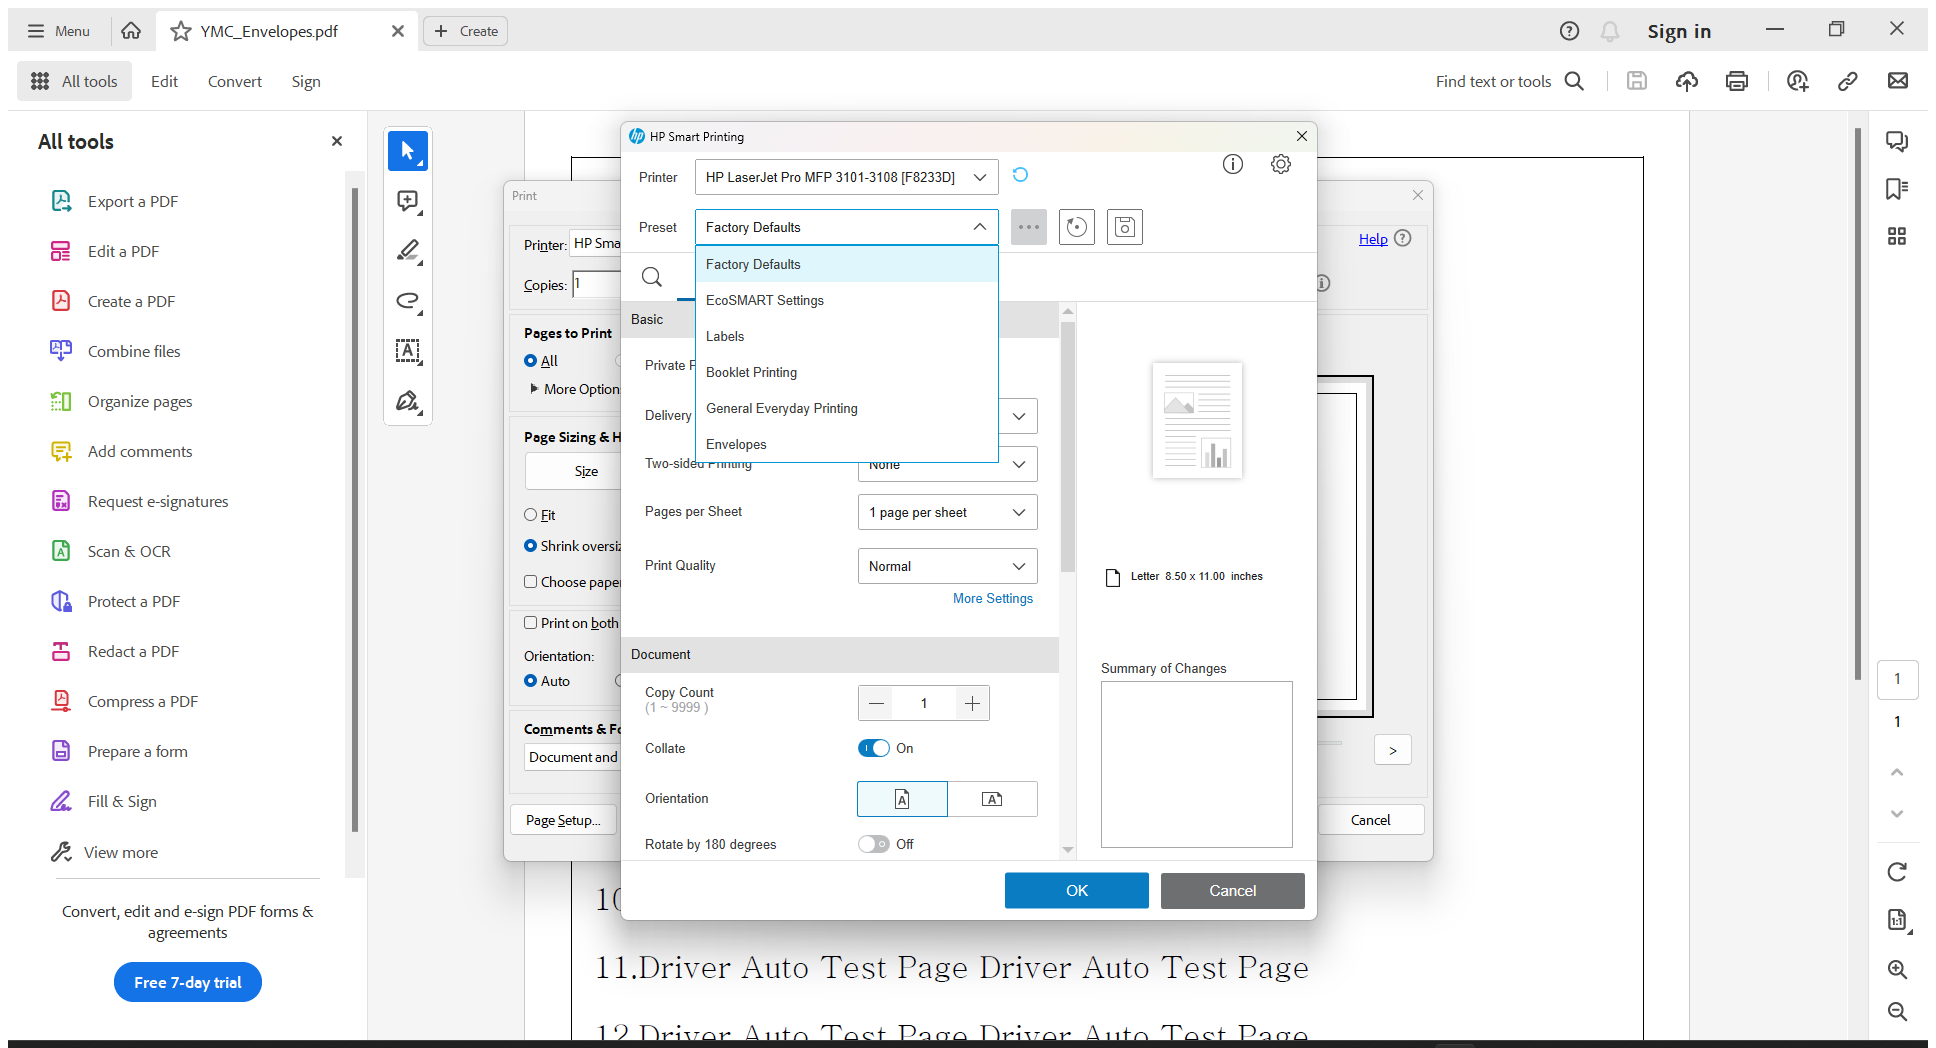 Menu
YMC_Envelopes.pdf
Create
Sign in
All tools
Edit
Convert
Sign
Find text or tools
All tools
Export a PDF
Edit a PDF
Create a PDF
Combine files
Organize pages
Add comments
Request e-signatures
Scan & OCR
Protect a PDF
Redact a PDF
Compress a PDF
Prepare a form
Fill & Sign
View more
Convert, edit and e-sign PDF forms &
agreements
Free 7-day trial
Print
Printer: HP Sma
Copies: 1
Pages to Print
All
More Option
Page Sizing & H
Size
Fit
Shrink oversiz
Choose pape
Print on both
Orientation:
Auto
Comments & Fo
Document and
Page Setup...
Help
>
Cancel
HP Smart Printing
Printer HP LaserJet Pro MFP 3101-3108 [F8233D]
Preset Factory Defaults
Factory Defaults
EcoSMART Settings
Labels
Booklet Printing
General Everyday Printing
Envelopes
Basic
Private P
Delivery
Two-sided Printing None
Pages per Sheet 1 page per sheet
Print Quality Normal
More Settings
Document
Copy Count
(1 ~ 9999 )
1
Collate On
Orientation
Rotate by 180 degrees Off
Letter 8.50 x 11.00 inches
Summary of Changes
OK
Cancel
10
11.Driver Auto Test Page Driver Auto Test Page
12.Driver Auto Test Page Driver Auto Test Page
1
1